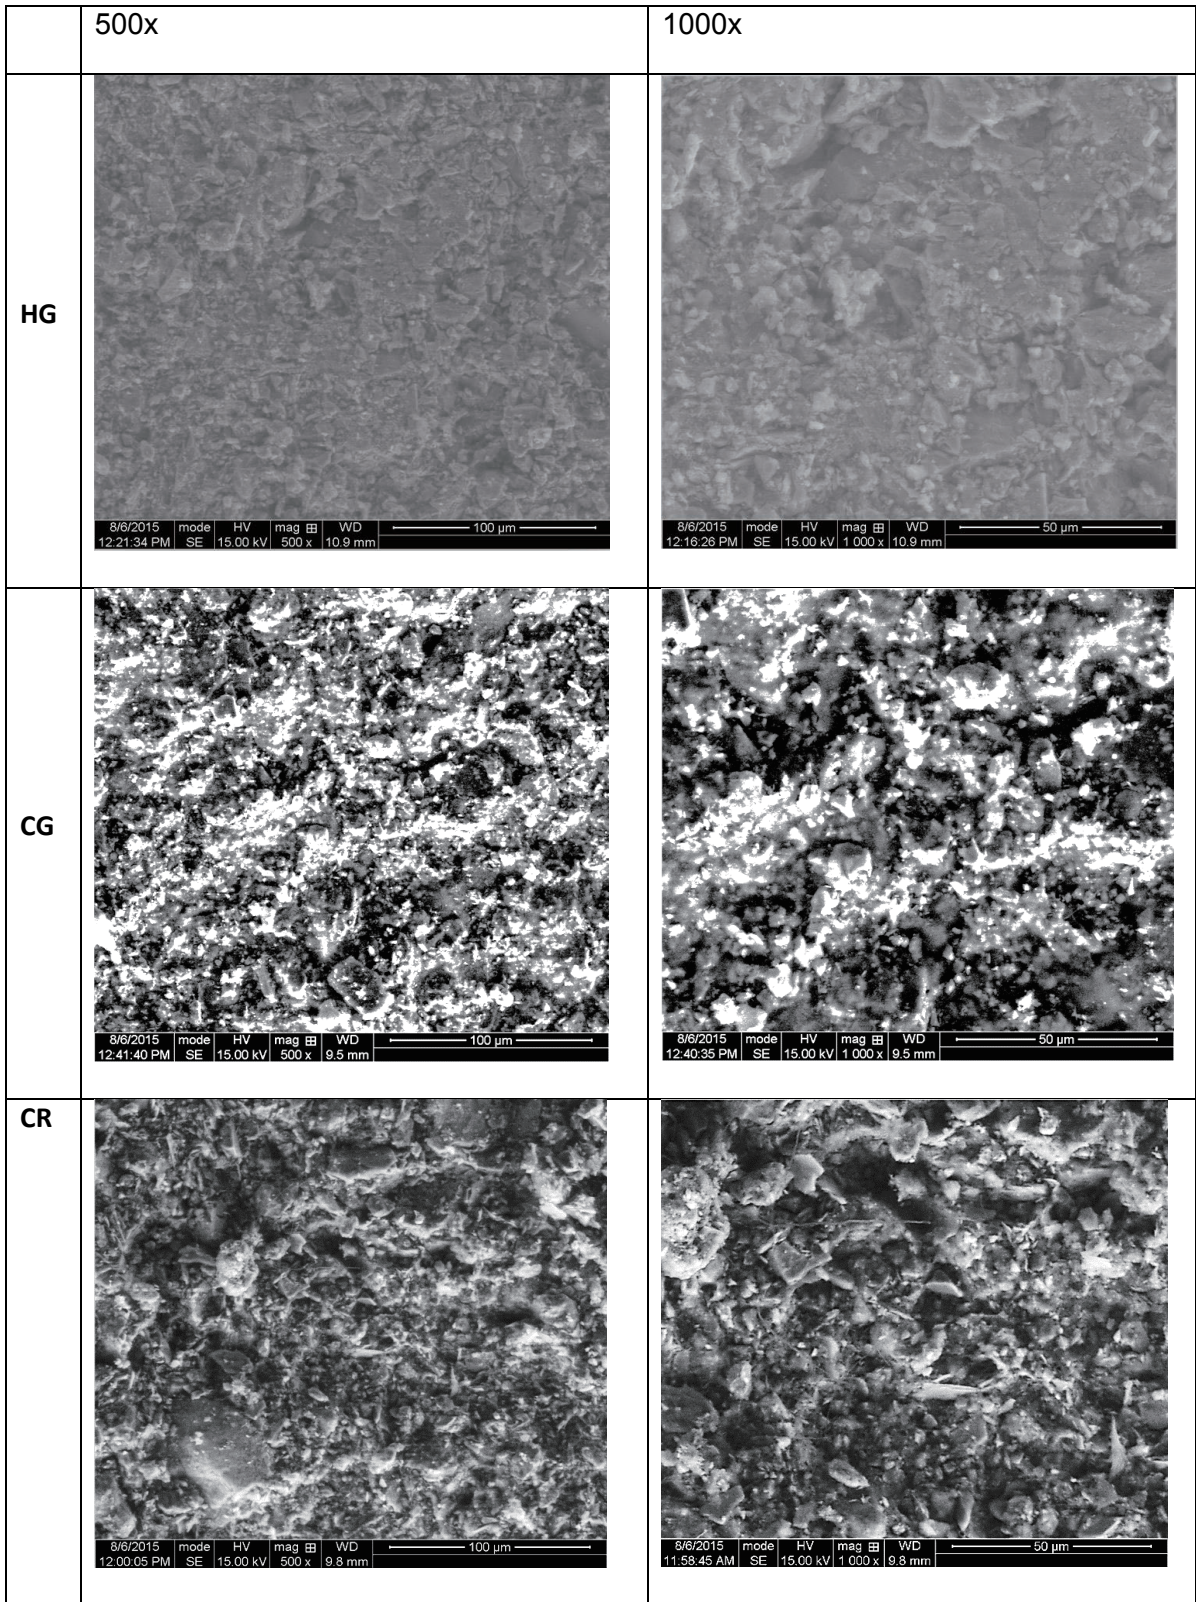 500x
1000x
HG
8/6/2015 mode HV mag WD 100 µm
12:21:34 PM SE 15.00 kV 500 x 10.9 mm
8/6/2015 mode HV mag WD 50 µm
12:16:26 PM SE 15.00 kV 1 000 x 10.9 mm
CG
8/6/2015 mode HV mag WD 100 µm
12:41:40 PM SE 15.00 kV 500 x 9.5 mm
8/6/2015 mode HV mag WD 50 µm
12:40:35 PM SE 15.00 kV 1 000 x 9.5 mm
CR
8/6/2015 mode HV mag WD 100 µm
12:00:05 PM SE 15.00 kV 500 x 9.8 mm
8/6/2015 mode HV mag WD 50 µm
11:58:45 AM SE 15.00 kV 1 000 x 9.8 mm